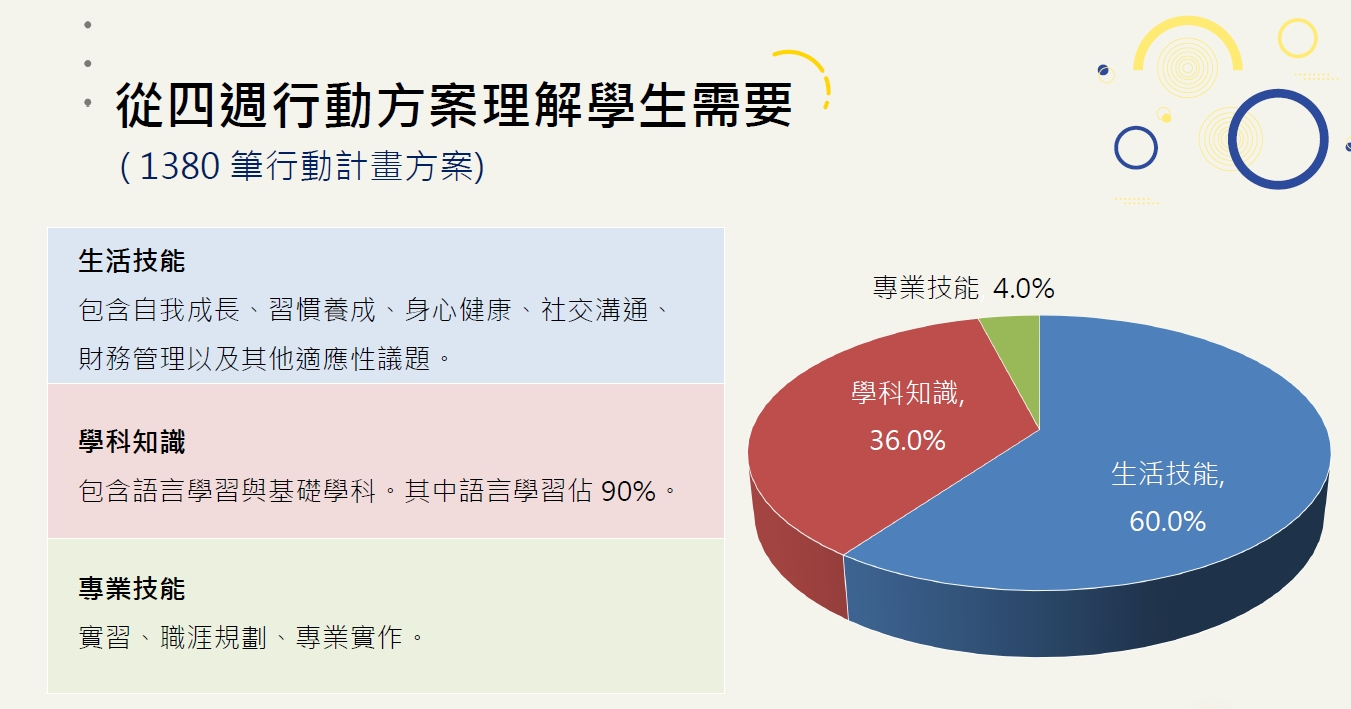 從四週行動方案理解學生需要
( 1380 筆行動計畫方案)
生活技能
包含自我成長、習慣養成、身心健康、社交溝通、
財務管理以及其他適應性議題。
學科知識
包含語言學習與基礎學科。其中語言學習佔 90%。
專業技能
實習、職涯規劃、專業實作。
專業技能 4.0%
學科知識,
36.0%
生活技能,
60.0%